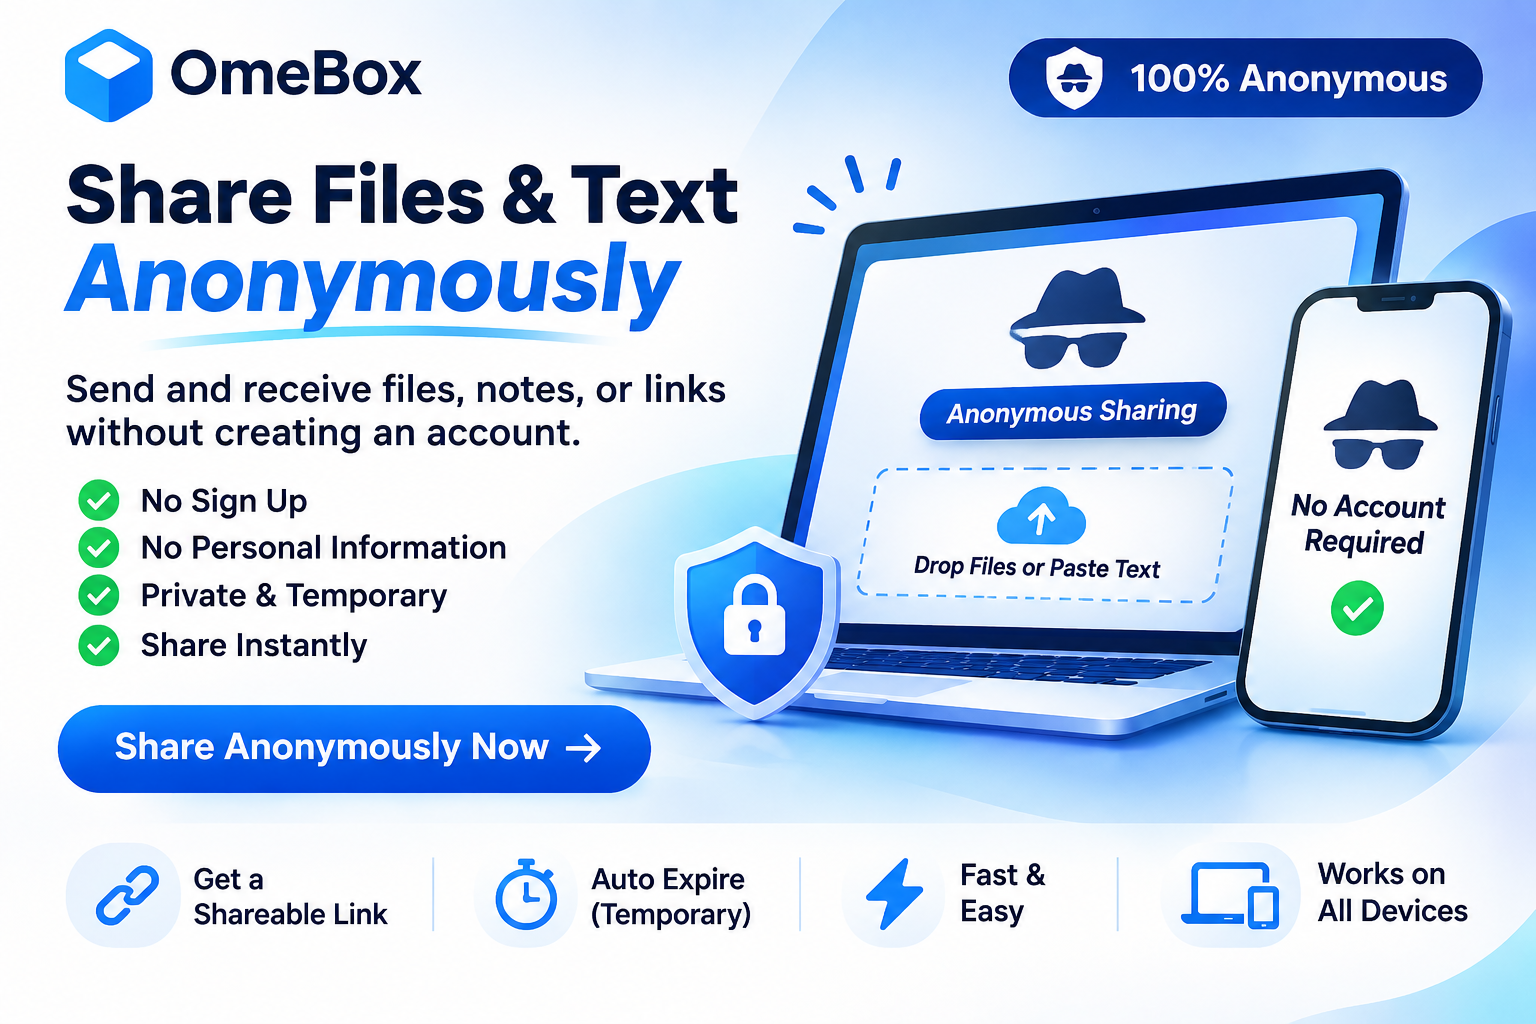 OmeBox
100% Anonymous
Share Files & Text
Anonymously
Send and receive files, notes, or links
without creating an account.
No Sign Up
No Personal Information
Private & Temporary
Share Instantly
Share Anonymously Now →
Anonymous Sharing
Drop Files or Paste Text
No Account
Required
Get a
Shareable Link
Auto Expire
(Temporary)
Fast &
Easy
Works on
All Devices